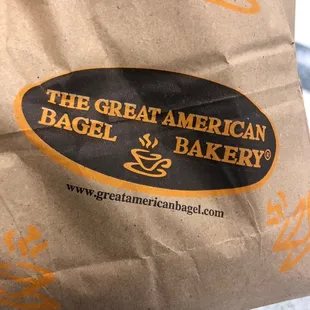 THE GREAT AMERICAN
BAGEL BAKERY®
www.greatamericanbagel.com